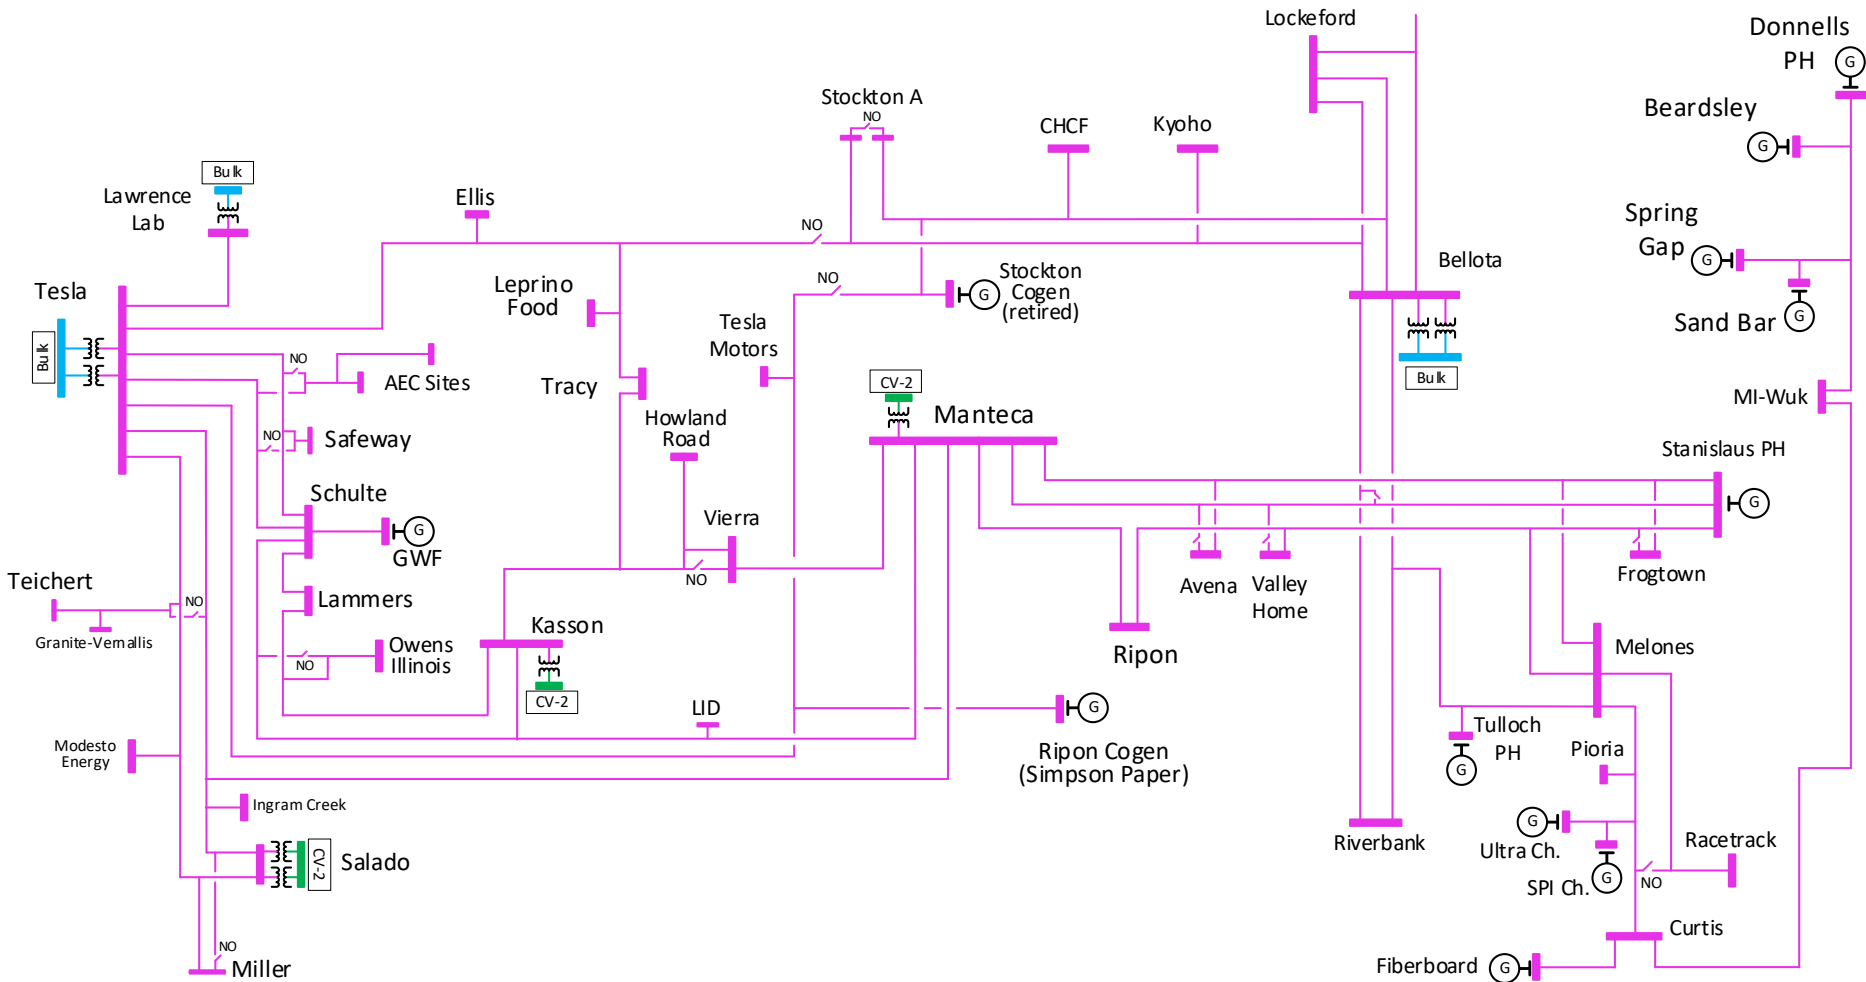 Lockeford
Donnells
PH
G
Stockton A
NO
CHCF
Kyoho
Beardsley
G
Bulk
Lawrence
Lab
Ellis
NO
Spring
Gap
G
Bellota
Stockton
Cogen
(retired)
G
NO
Leprino
Food
Tesla
Bulk
Tesla
Motors
Sand Bar
G
NO
AEC Sites
Tracy
CV-2
Bulk
MI-Wuk
Howland
Road
Manteca
NO
Safeway
Stanislaus PH
G
Schulte
G
GWF
Vierra
NO
Teichert
NO
Granite-Vernallis
Lammers
Avena
Valley
Home
Frogtown
Kasson
Owens
Illinois
NO
CV-2
Ripon
Melones
LID
G
Ripon Cogen
(Simpson Paper)
Tulloch
PH
G
Pioria
Modesto
Energy
Ingram Creek
G
Ultra Ch.
SPI Ch.
G
Riverbank
Racetrack
NO
CV-2
Salado
Curtis
NO
Miller
Fiberboard
G